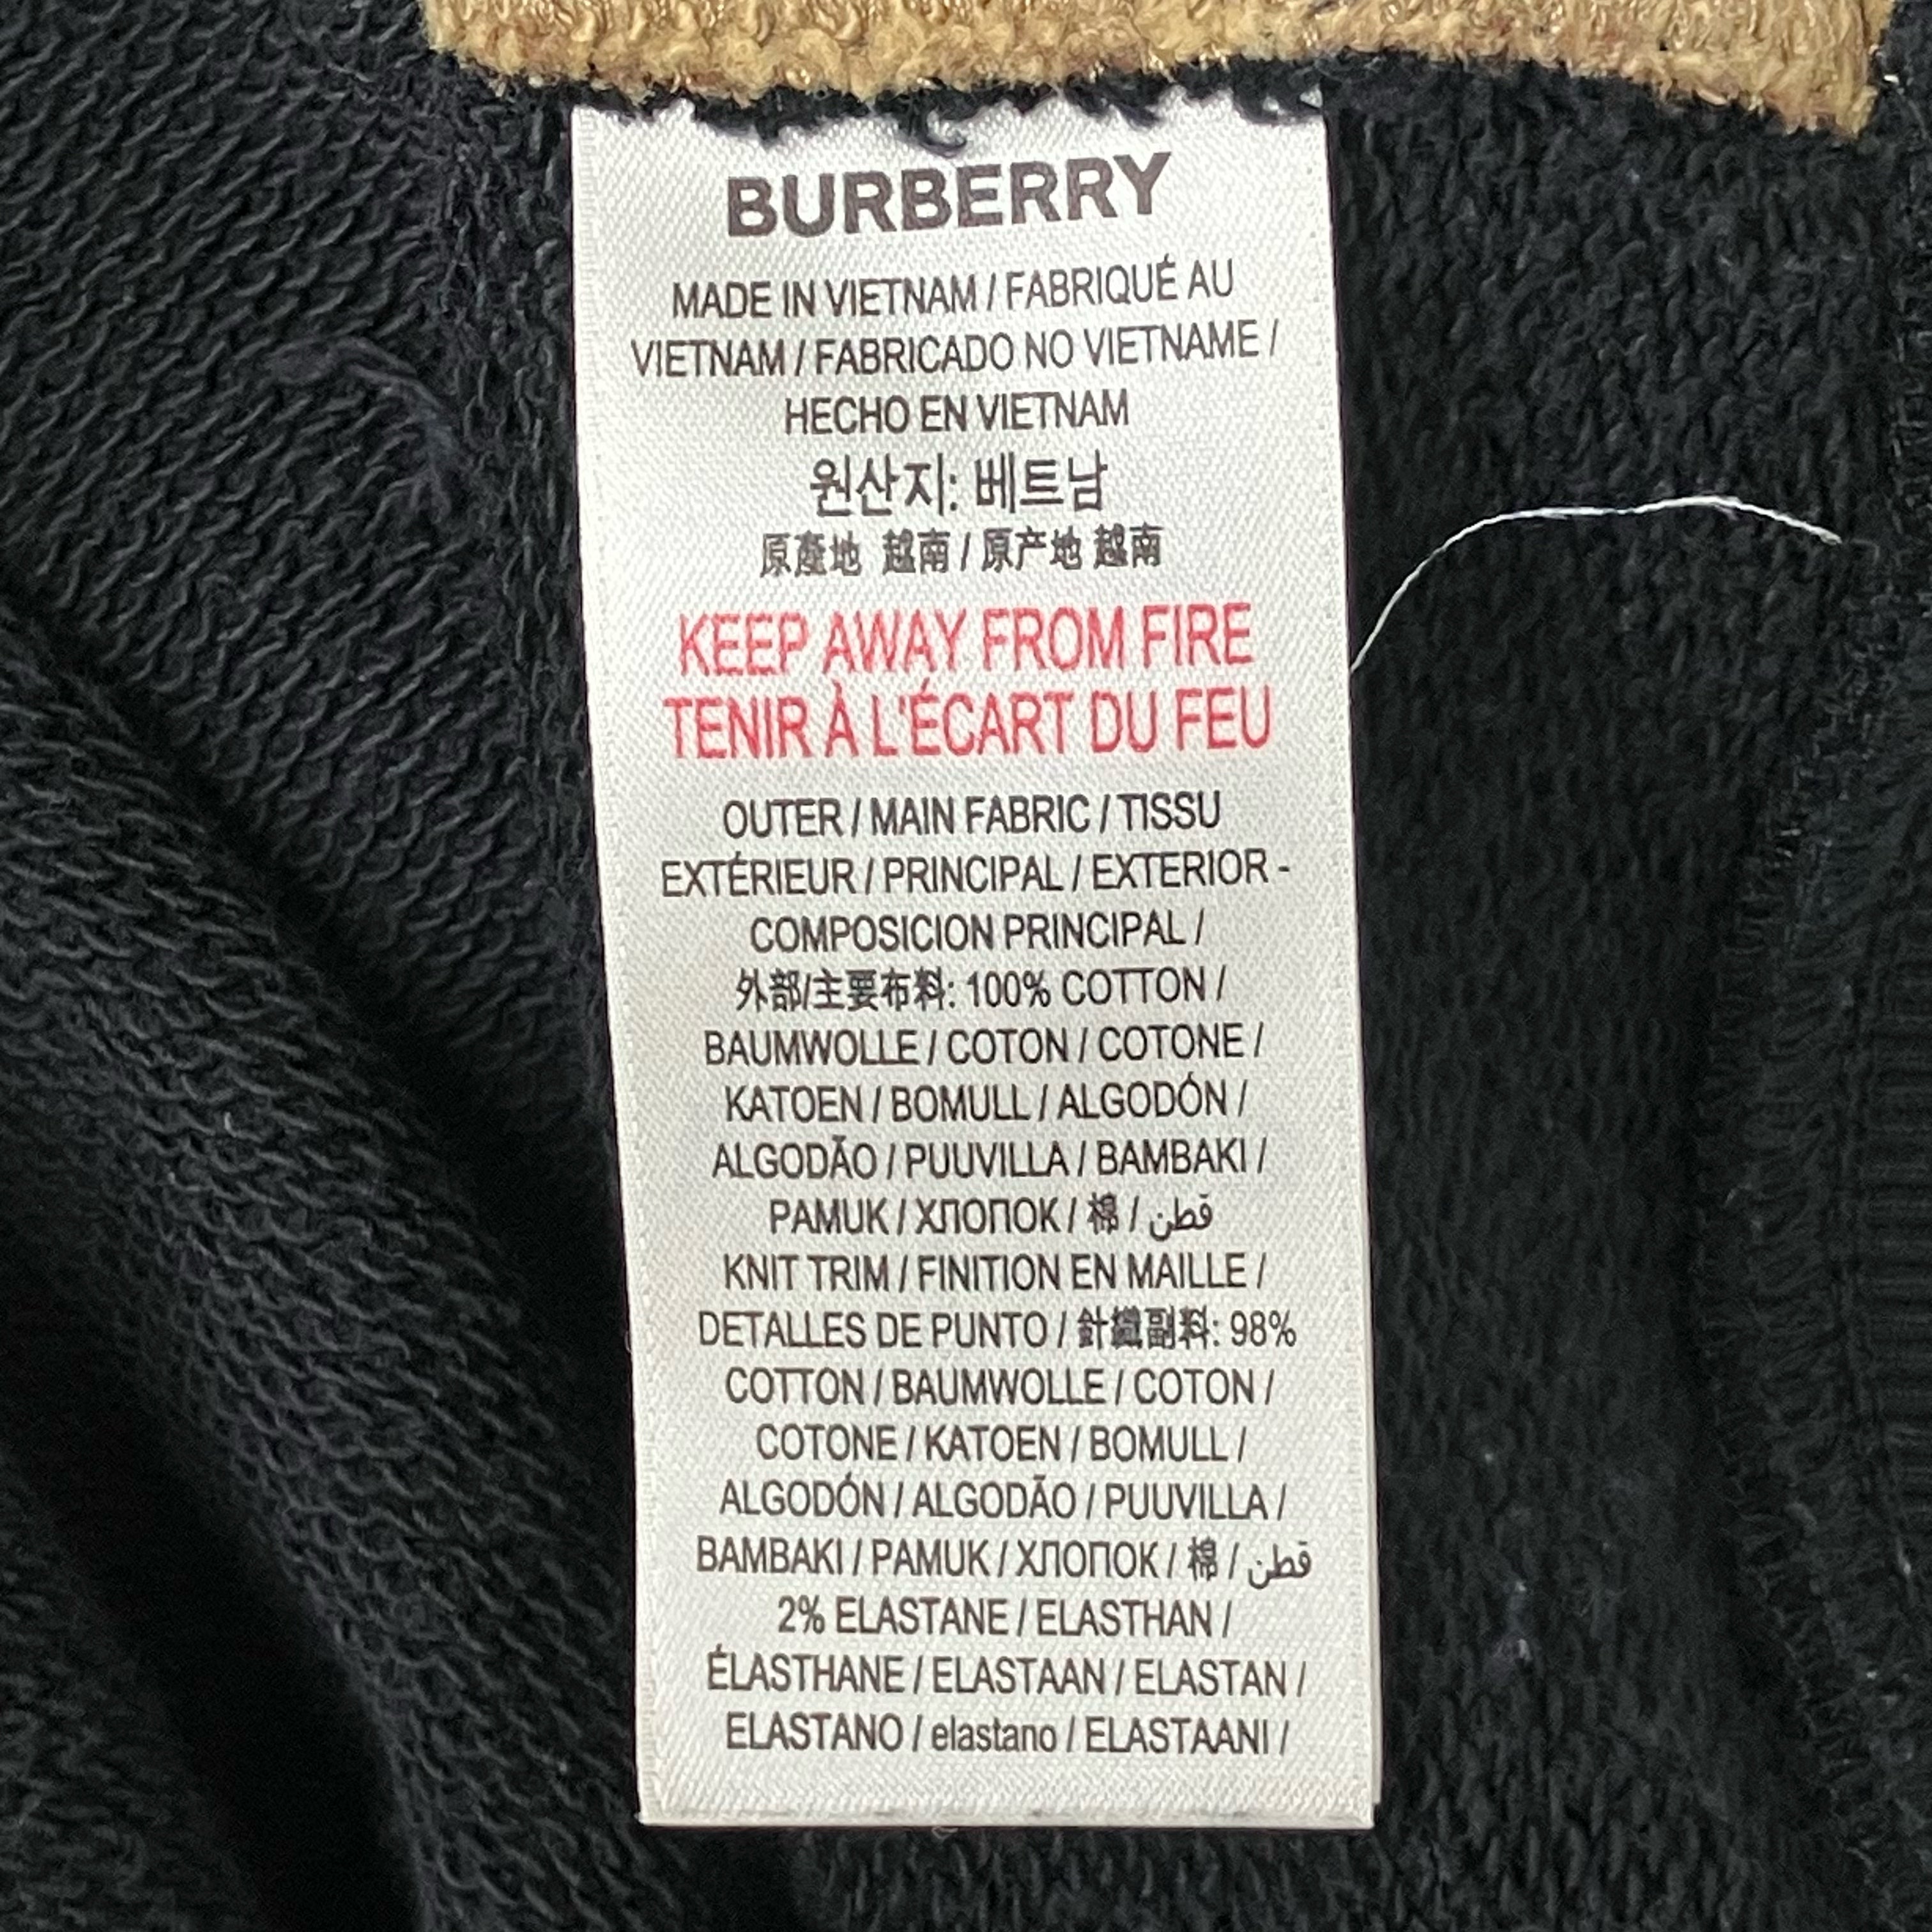 BURBERRY
MADE IN VIETNAM / FABRIQUÉ AU
VIETNAM / FABRICADO NO VIETNAME /
HECHO EN VIETNAM
원산지: 베트남
原產地 越南 / 原产地 越南
KEEP AWAY FROM FIRE
TENIR À L'ÉCART DU FEU
OUTER / MAIN FABRIC / TISSU
EXTÉRIEUR / PRINCIPAL / EXTERIOR -
COMPOSICION PRINCIPAL /
外部/主要布料: 100% COTTON /
BAUMWOLLE / COTON / COTONE /
KATOEN / BOMULL / ALGODÓN /
ALGODÃO / PUUVILLA / BAMBAKI /
PAMUK / ХЛОПОК / 棉 / قطن
KNIT TRIM / FINITION EN MAILLE /
DETALLES DE PUNTO / 針織副料: 98%
COTTON / BAUMWOLLE / COTON /
COTONE / KATOEN / BOMULL /
ALGODÓN / ALGODÃO / PUUVILLA /
BAMBAKI / PAMUK / ХЛОПОК / 棉 / قطن
2% ELASTANE / ELASTHAN /
ÉLASTHANE / ELASTAAN / ELASTAN /
ELASTANO / elastano / ELASTAANI /